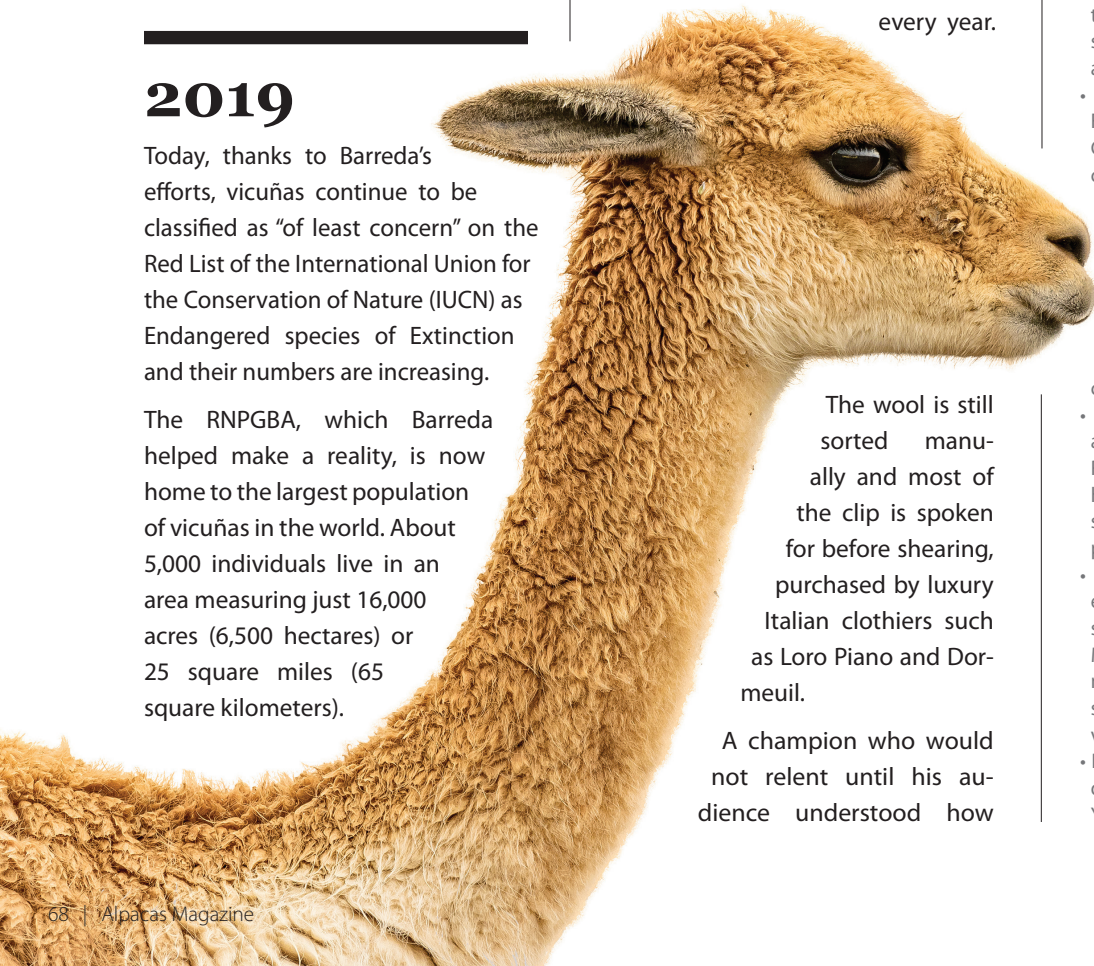 2019
Today, thanks to Barreda’s
efforts, vicuñas continue to be
classified as “of least concern” on the
Red List of the International Union for
the Conservation of Nature (IUCN) as
Endangered species of Extinction
and their numbers are increasing.
The RNPGBA, which Barreda
helped make a reality, is now
home to the largest population
of vicuñas in the world. About
5,000 individuals live in an
area measuring just 16,000
acres (6,500 hectares) or
25 square miles (65
square kilometers).
every year.
The wool is still
sorted manu-
ally and most of
the clip is spoken
for before shearing,
purchased by luxury
Italian clothiers such
as Loro Piano and Dor-
meuil.
A champion who would
not relent until his au-
dience understood how
68 | Alpacas Magazine